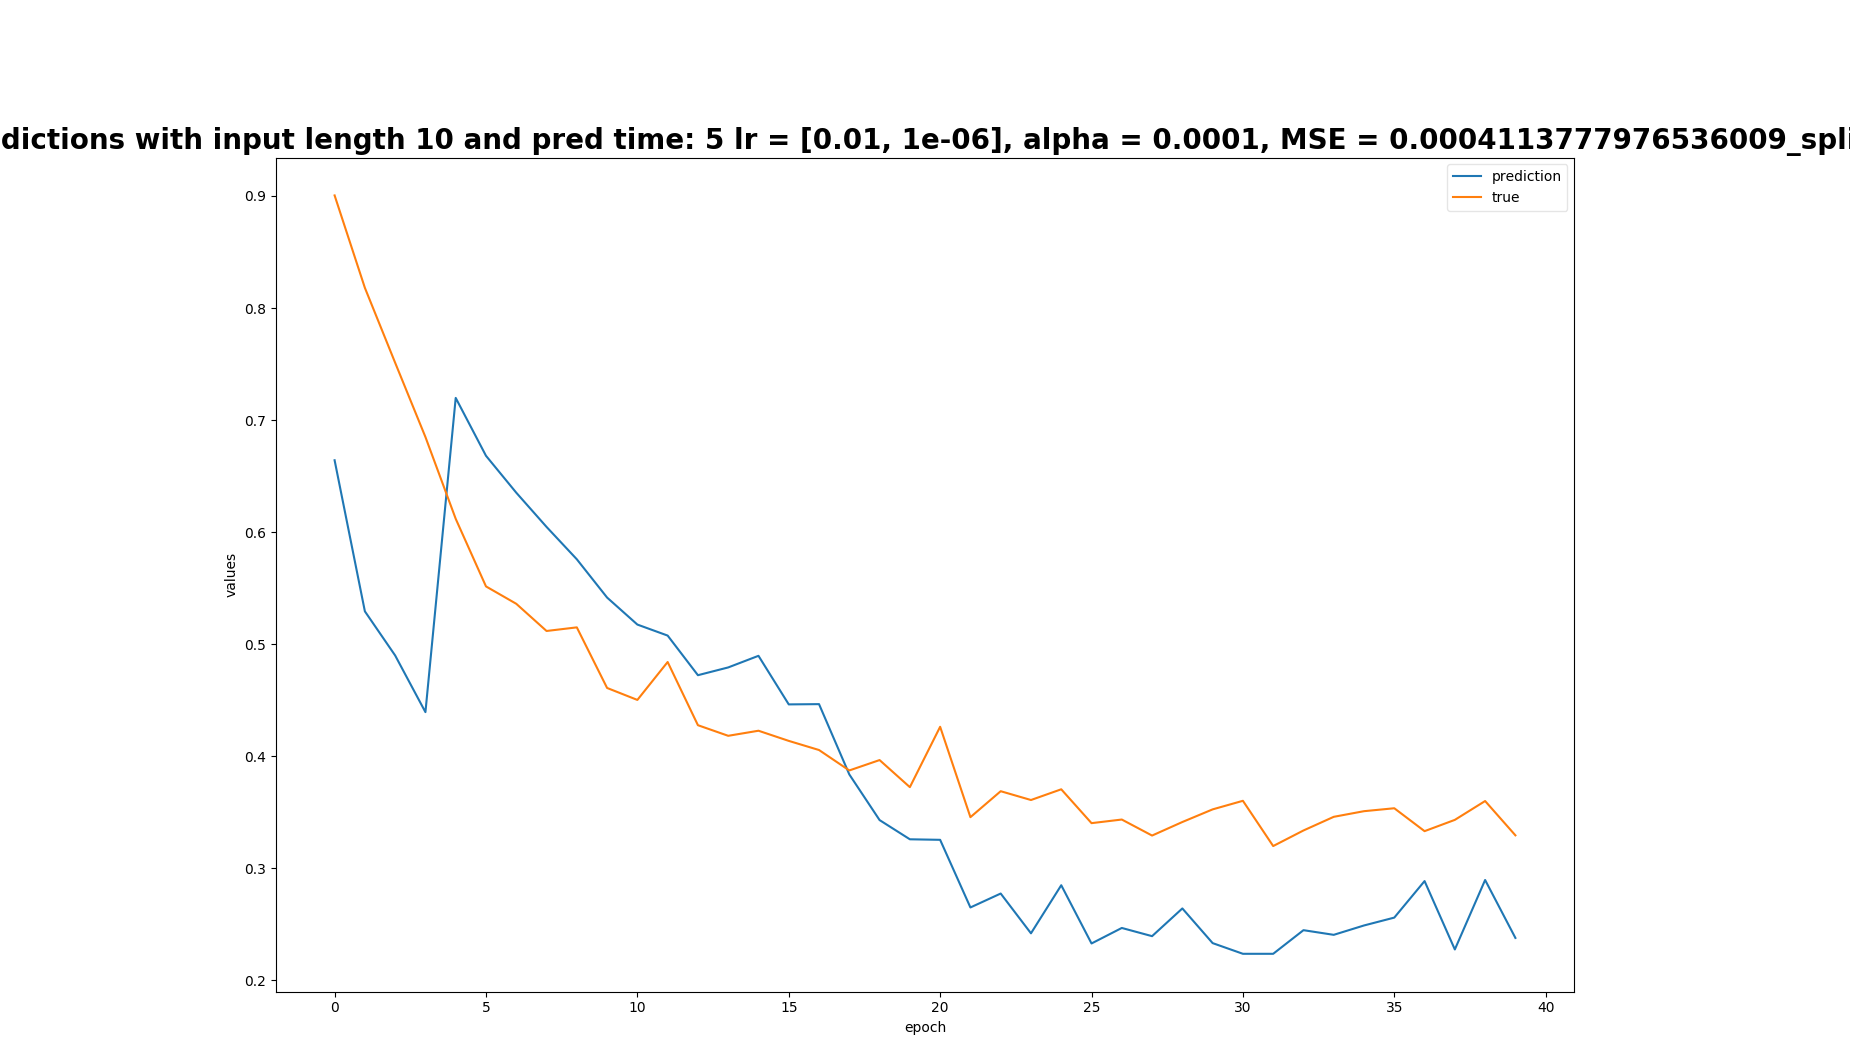 dictions with input length 10 and pred time: 5 lr = [0.01, 1e-06], alpha = 0.0001, MSE = 0.0004113777976536009_spli
prediction
true
0.9
0.8
0.7
0.6
0.5
0.4
0.3
0.2
values
0 5 10 15 20 25 30 35 40
epoch